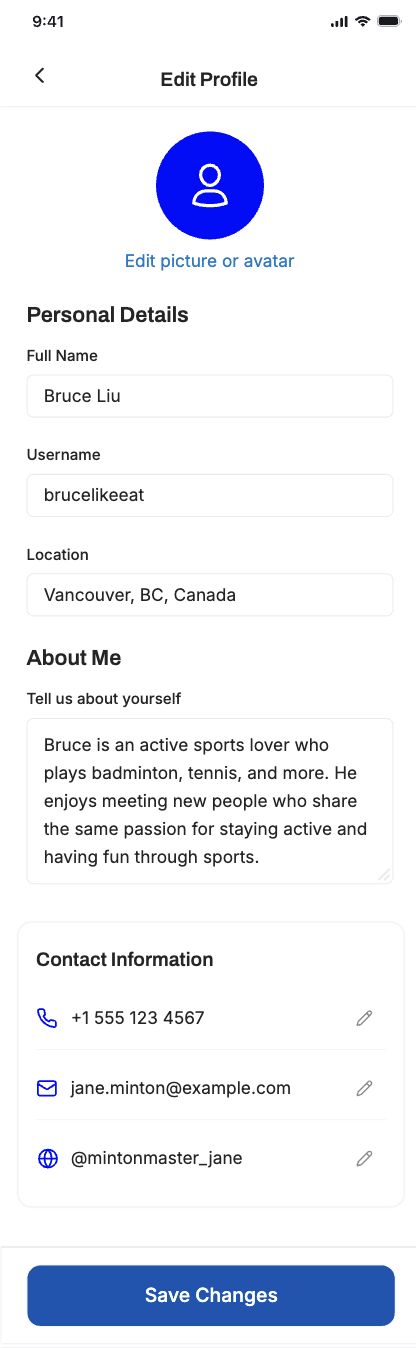 9:41
Edit Profile
Edit picture or avatar
Personal Details
Full Name
Bruce Liu
Username
brucelikeeat
Location
Vancouver, BC, Canada
About Me
Tell us about yourself
Bruce is an active sports lover who
plays badminton, tennis, and more. He
enjoys meeting new people who share
the same passion for staying active and
having fun through sports.
Contact Information
+1 555 123 4567
jane.minton@example.com
@mintonmaster_jane
Save Changes